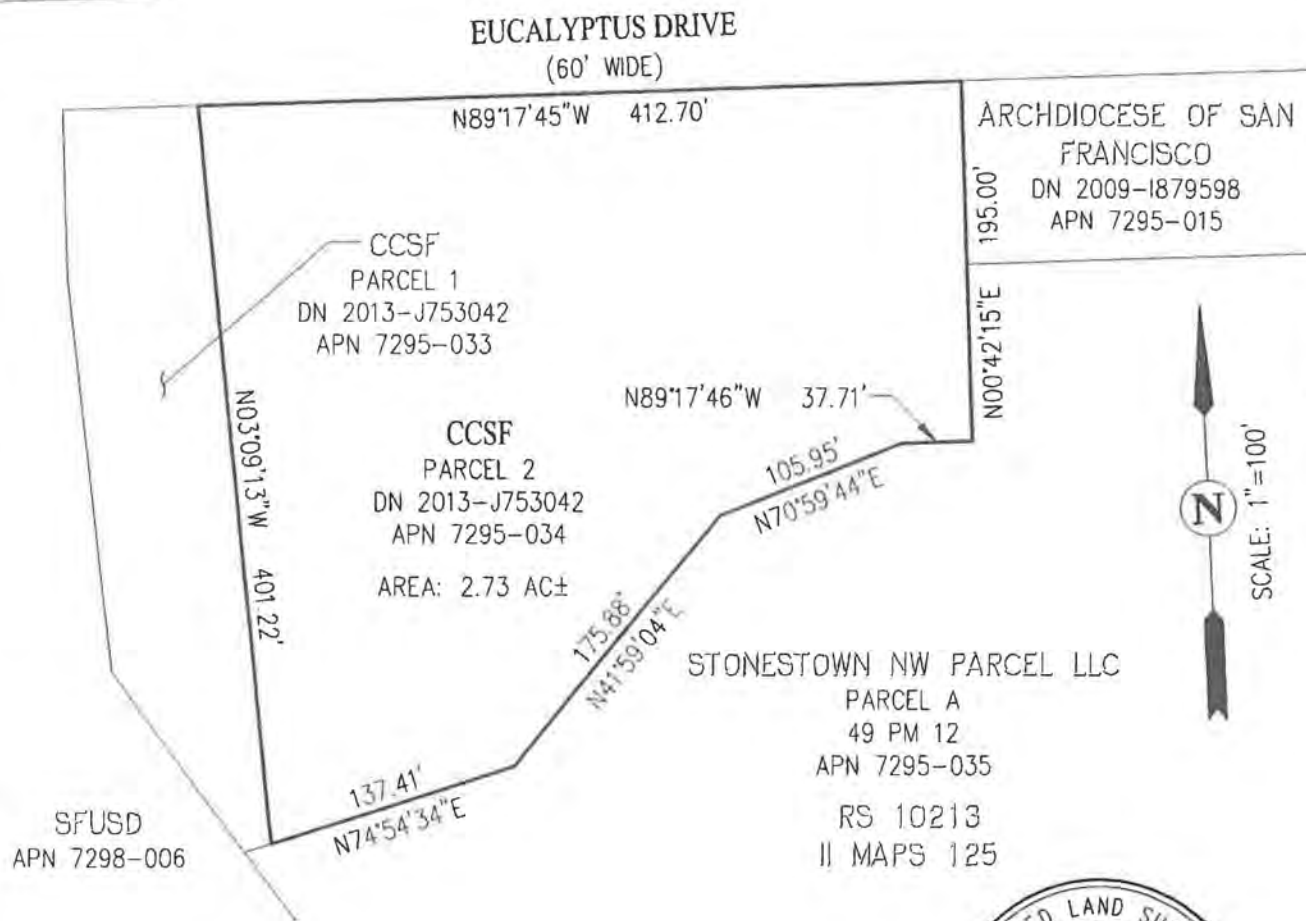 EUCALYPTUS DRIVE
(60' WIDE)
N89°17'45"W 412.70'
ARCHDIOCESE OF SAN
FRANCISCO
DN 2009-I879598
APN 7295-015
195.00'
N00°42'15"E
CCSF
PARCEL 1
DN 2013-J753042
APN 7295-033
N89°17'46"W 37.71'
N03°09'13"W 401.22'
CCSF
PARCEL 2
DN 2013-J753042
APN 7295-034
AREA: 2.73 AC±
105.95'
N70°59'44"E
175.88'
N41°59'04"E
N
SCALE: 1"=100'
STONESTOWN NW PARCEL LLC
PARCEL A
49 PM 12
APN 7295-035
RS 10213
II MAPS 125
137.41'
N74°54'34"E
SFUSD
APN 7298-006
LAND